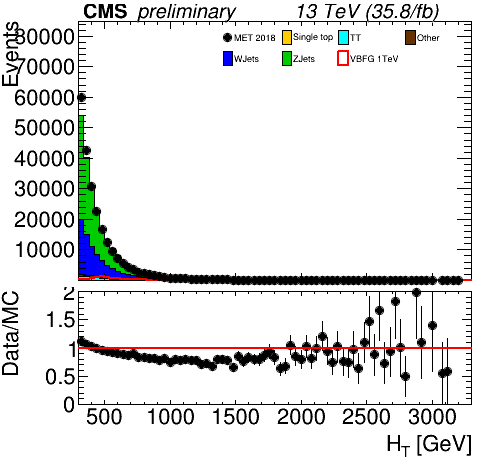 CMS preliminary 13 TeV (35.8/fb)
Events
80000
70000
60000
50000
40000
30000
20000
10000
MET 2018 Single top TT Other
WJets ZJets VBFG 1TeV
Data/MC
2
1.5
1
0.5
0
500 1000 1500 2000 2500 3000
H_T [GeV]